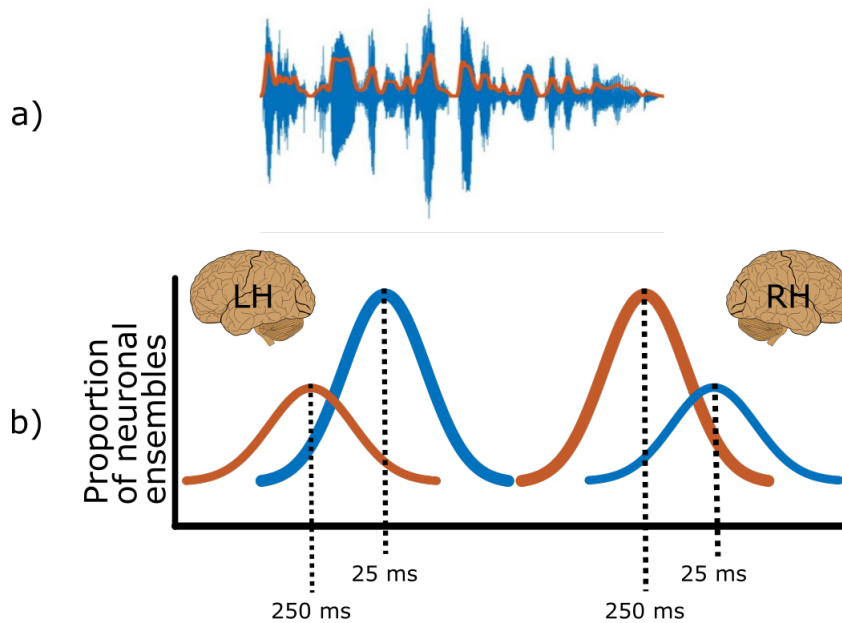 a)
LH
RH
b)
Proportion
of neuronal
ensembles
25 ms
25 ms
250 ms
250 ms